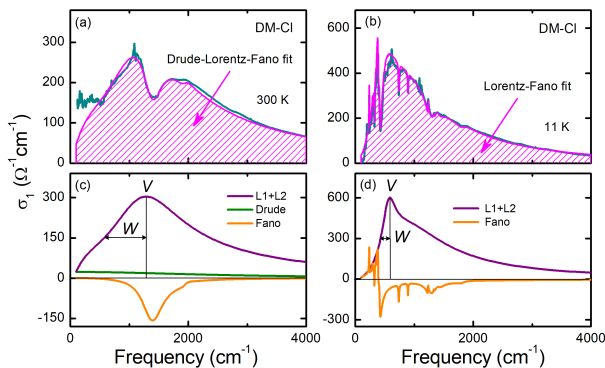 (a) DM-Cl
Drude-Lorentz-Fano fit
300 K
300
200
100
0
(b) DM-Cl
Lorentz-Fano fit
11 K
600
400
200
0
σ1 (Ω-1cm-1)
(c) V
L1+L2
Drude
Fano
W
300
150
0
-150
0 2000 4000
Frequency (cm-1)
(d) V
L1+L2
Fano
W
600
300
0
-300
0 2000 4000
Frequency (cm-1)